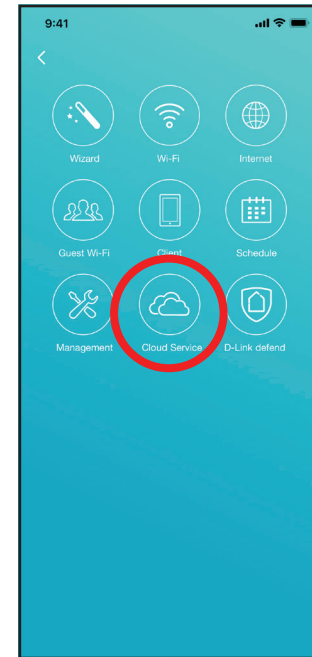 9:41
Wizard
Wi-Fi
Internet
Guest Wi-Fi
Client
Schedule
Management
Cloud Service
D-Link defend